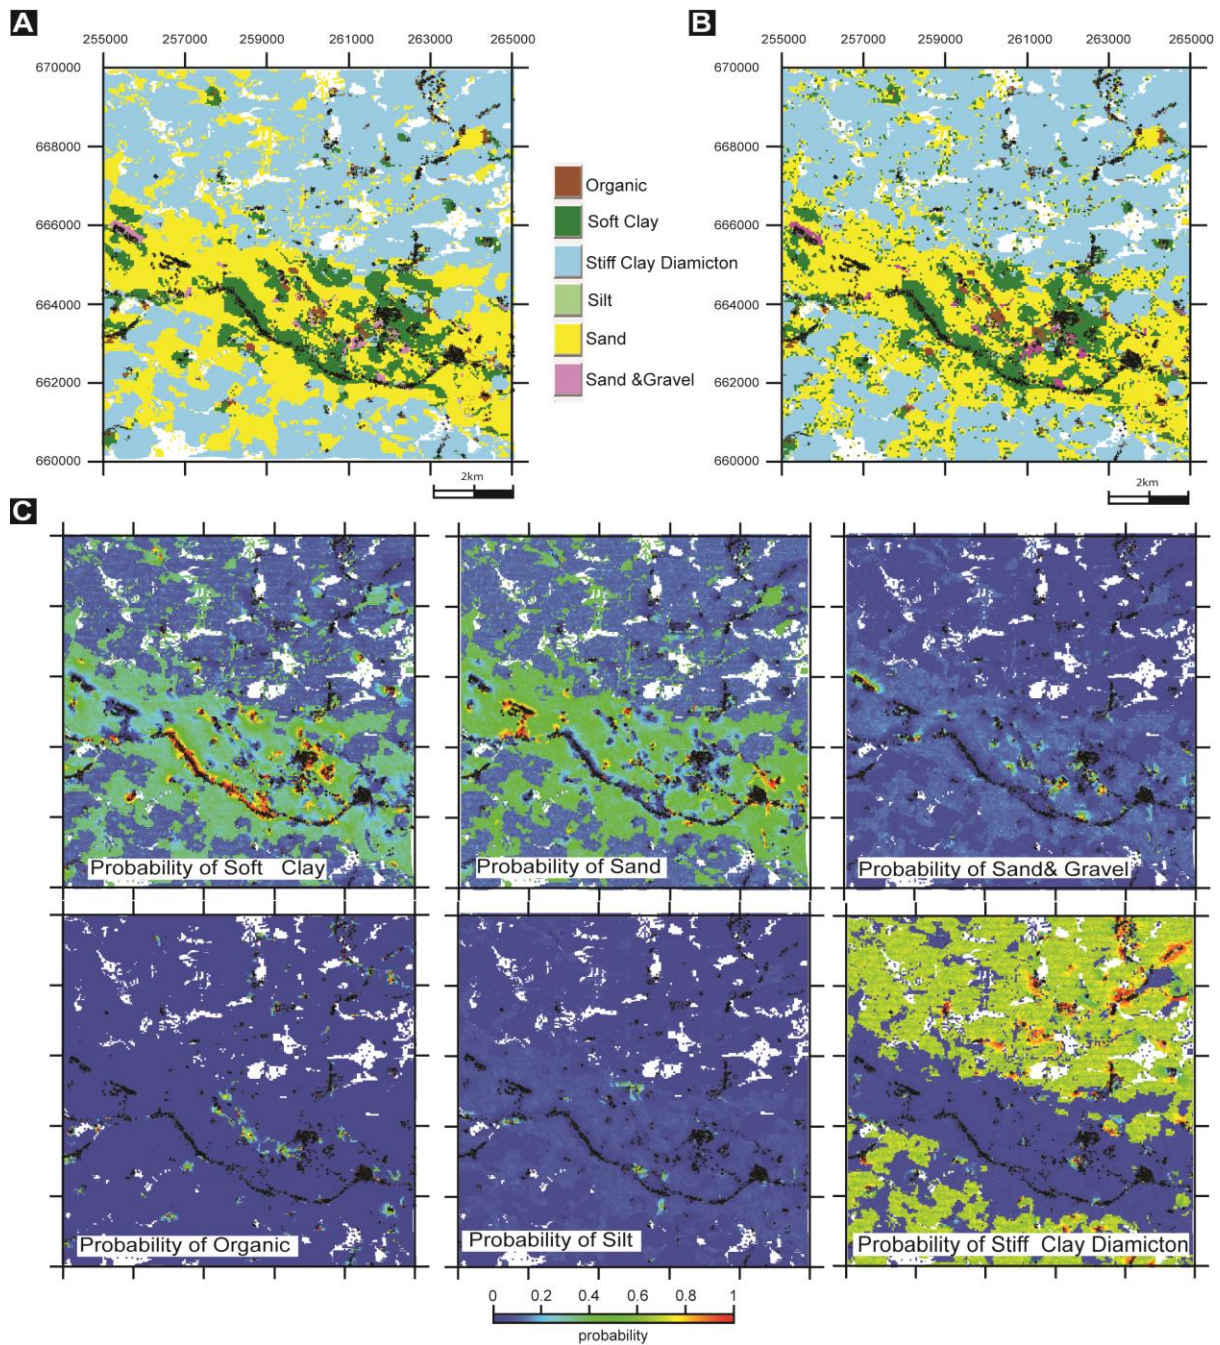 A
B
255000 257000 259000 261000 263000 265000
255000 257000 259000 261000 263000 265000
670000
668000
666000
664000
662000
660000
Organic
Soft Clay
Stiff Clay Diamicton
Silt
Sand
Sand &Gravel
670000
668000
666000
664000
662000
660000
2km
2km
C
Probability of Soft Clay
Probability of Sand
Probability of Sand& Gravel
Probability of Organic
Probability of Silt
Probability of Stiff Clay Diamicton
0 0.2 0.4 0.6 0.8 1
probability